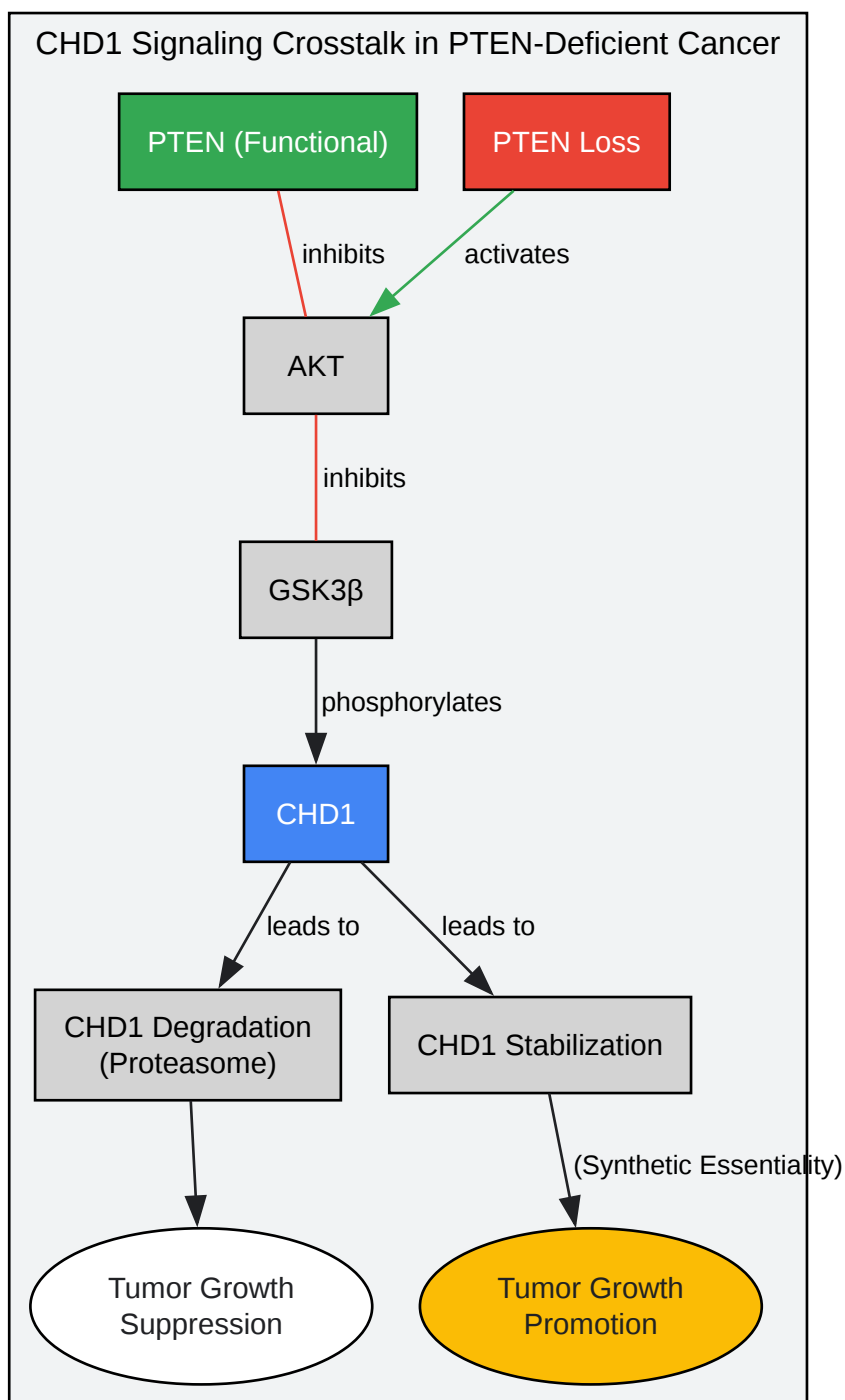 CHD1 Signaling Crosstalk in PTEN-Deficient Cancer
PTEN (Functional)
PTEN Loss
inhibits
activates
AKT
inhibits
GSK3β
phosphorylates
CHD1
leads to
leads to
CHD1 Degradation
(Proteasome)
CHD1 Stabilization
(Synthetic Essentiality)
Tumor Growth
Suppression
Tumor Growth
Promotion